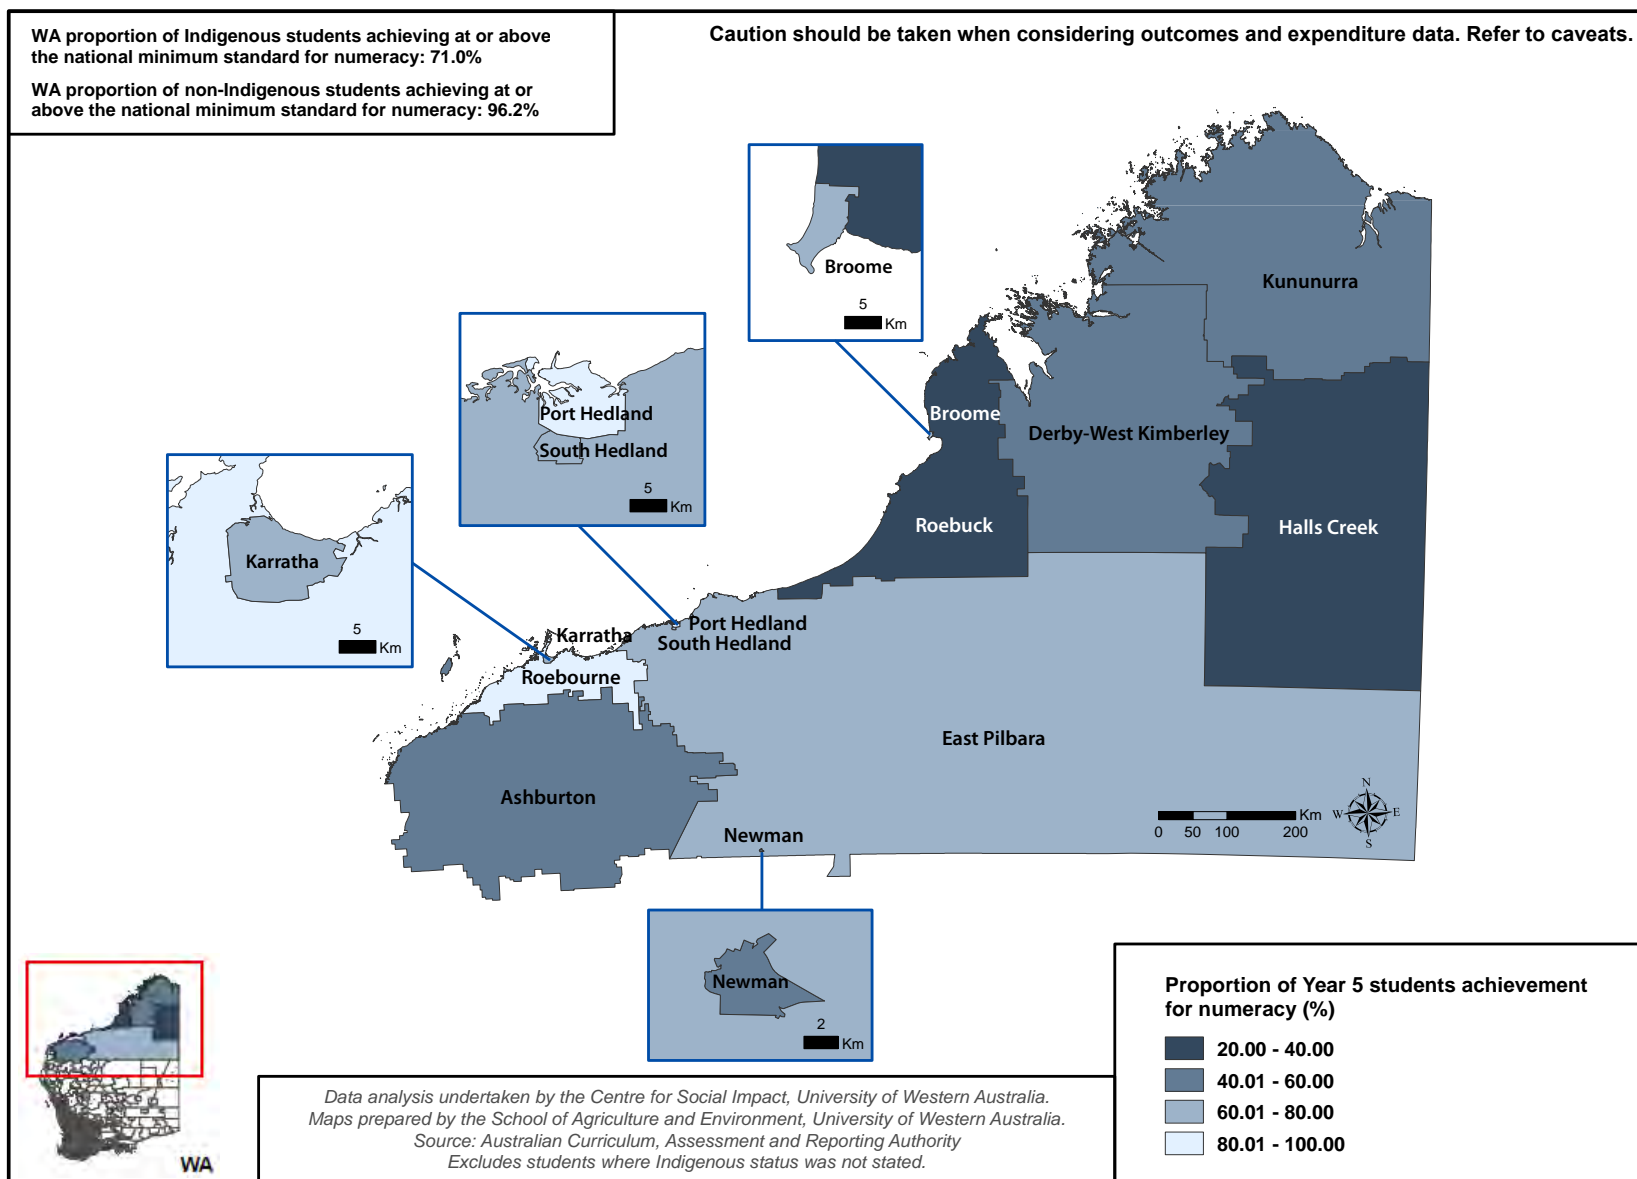 WA proportion of Indigenous students achieving at or above
the national minimum standard for numeracy: 71.0%
WA proportion of non-Indigenous students achieving at or
above the national minimum standard for numeracy: 96.2%
Caution should be taken when considering outcomes and expenditure data. Refer to caveats.
Broome
5
Km
Kununurra
Port Hedland
South Hedland
5
Km
Broome
Derby-West Kimberley
Roebuck
Halls Creek
Karratha
5
Km
Port Hedland
South Hedland
Karratha
Roebourne
East Pilbara
Ashburton
Newman
Km
0 50 100 200
N
W
E
S
Newman
2
Km
WA
Data analysis undertaken by the Centre for Social Impact, University of Western Australia.
Maps prepared by the School of Agriculture and Environment, University of Western Australia.
Source: Australian Curriculum, Assessment and Reporting Authority
Excludes students where Indigenous status was not stated.
Proportion of Year 5 students achievement
for numeracy (%)
20.00 - 40.00
40.01 - 60.00
60.01 - 80.00
80.01 - 100.00